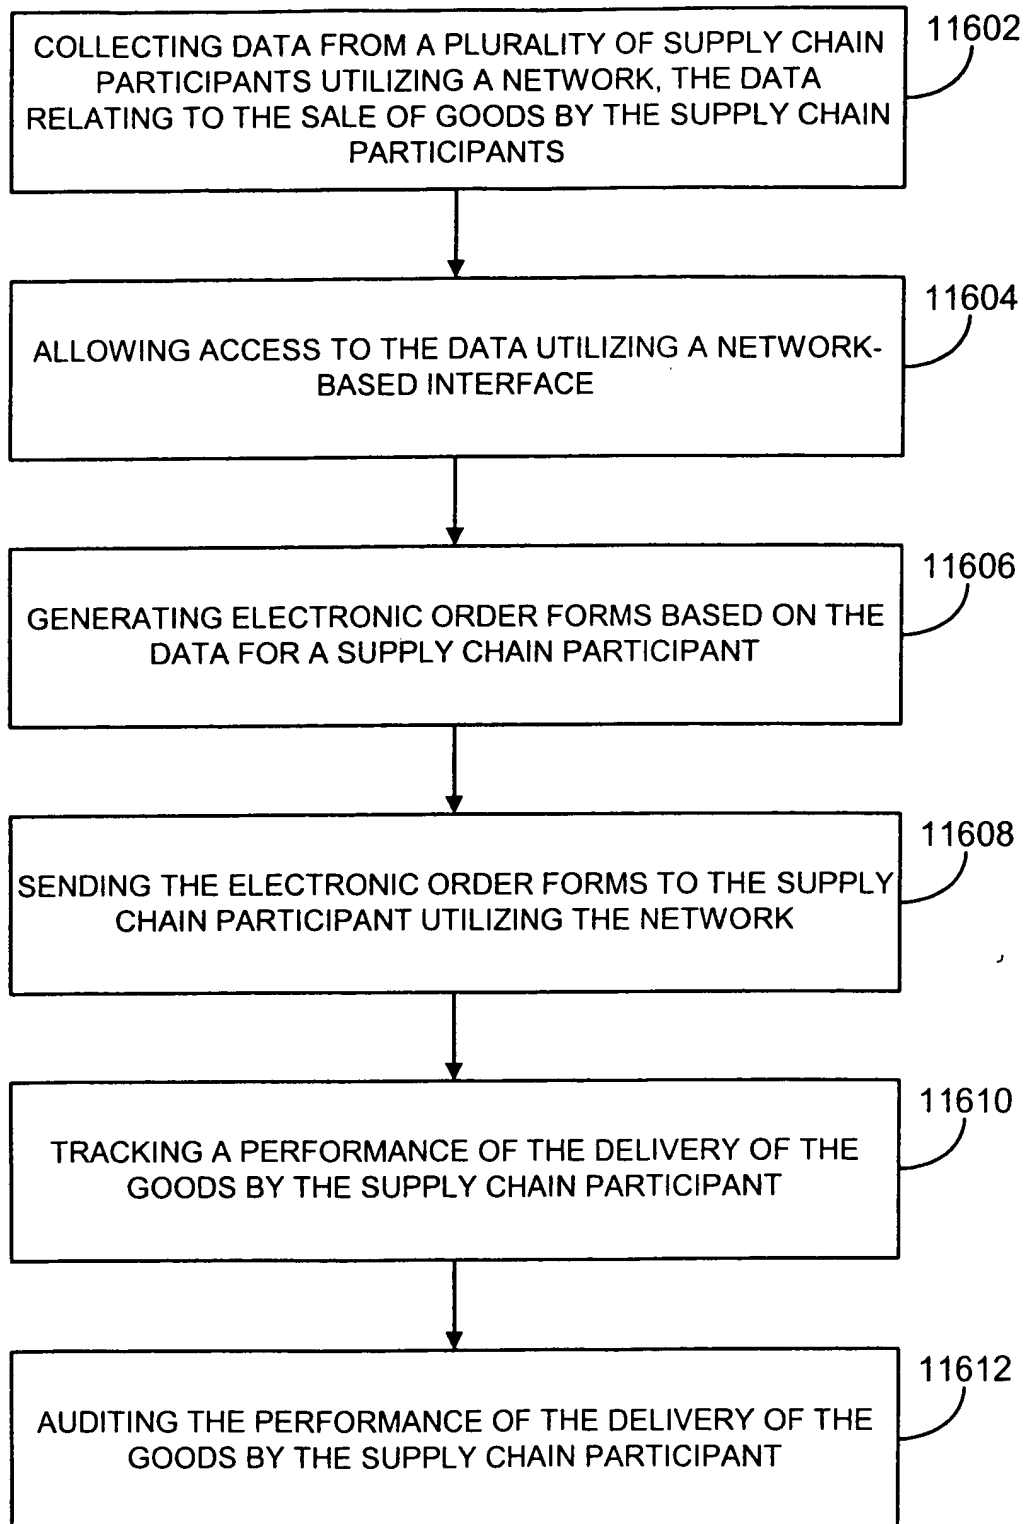 COLLECTING DATA FROM A PLURALITY OF SUPPLY CHAIN
PARTICIPANTS UTILIZING A NETWORK, THE DATA
RELATING TO THE SALE OF GOODS BY THE SUPPLY CHAIN
PARTICIPANTS
11602
ALLOWING ACCESS TO THE DATA UTILIZING A NETWORK-
BASED INTERFACE
11604
GENERATING ELECTRONIC ORDER FORMS BASED ON THE
DATA FOR A SUPPLY CHAIN PARTICIPANT
11606
SENDING THE ELECTRONIC ORDER FORMS TO THE SUPPLY
CHAIN PARTICIPANT UTILIZING THE NETWORK
11608
TRACKING A PERFORMANCE OF THE DELIVERY OF THE
GOODS BY THE SUPPLY CHAIN PARTICIPANT
11610
AUDITING THE PERFORMANCE OF THE DELIVERY OF THE
GOODS BY THE SUPPLY CHAIN PARTICIPANT
11612